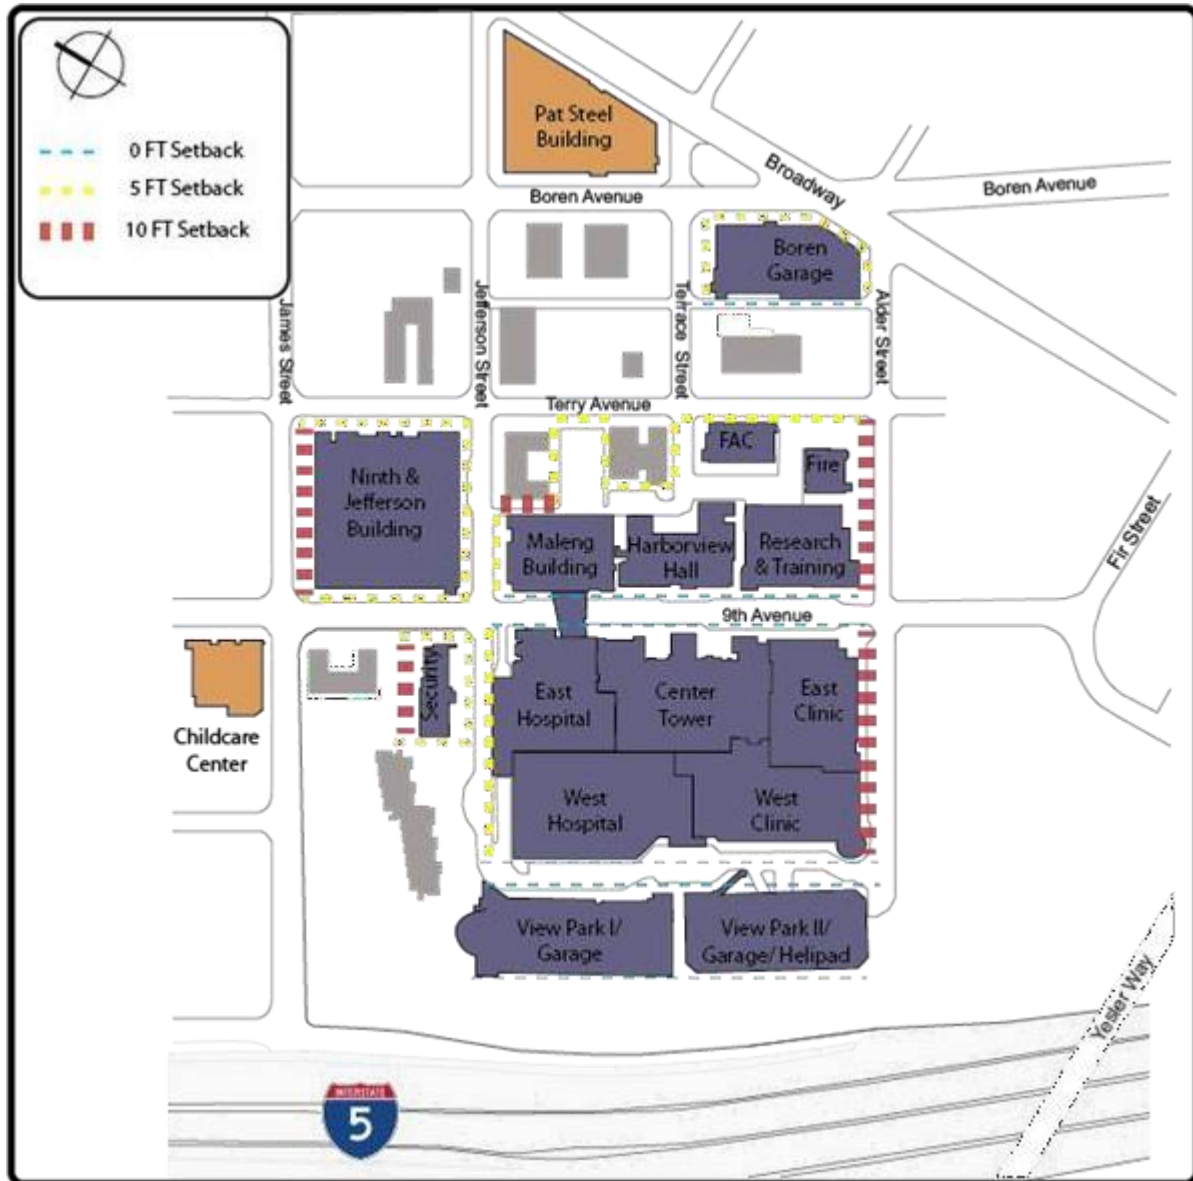 0 FT Setback
5 FT Setback
10 FT Setback
Pat Steel
Building
Broadway
Boren Avenue
Boren Avenue
Boren
Garage
James Street
Jefferson Street
Terrace Street
Alder Street
Terry Avenue
FAC
Fire
Ninth &
Jefferson
Building
Maleng
Building
Harborview
Hall
Research
& Training
Fir Street
9th Avenue
Security
East
Hospital
Center
Tower
East
Clinic
Childcare
Center
West
Hospital
West
Clinic
View Park I/
Garage
View Park II/
Garage/ Helipad
Yesler Way
INTERSTATE
5